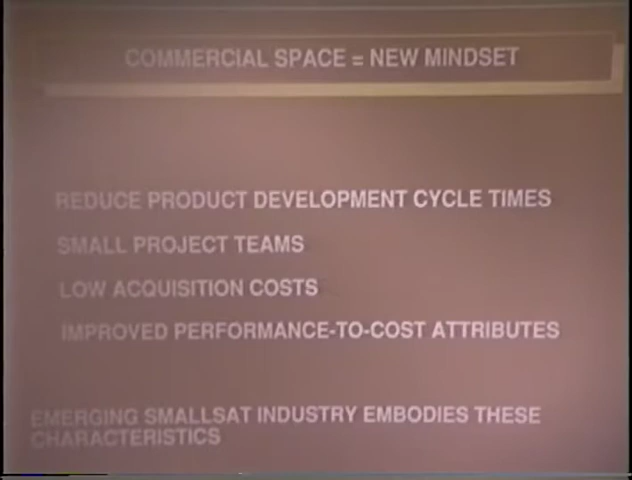 COMMERCIAL SPACE = NEW MINDSET
REDUCE PRODUCT DEVELOPMENT CYCLE TIMES
SMALL PROJECT TEAMS
LOW ACQUISITION COSTS
IMPROVED PERFORMANCE-TO-COST ATTRIBUTES
EMERGING SMALLSAT INDUSTRY EMBODIES THESE
CHARACTERISTICS